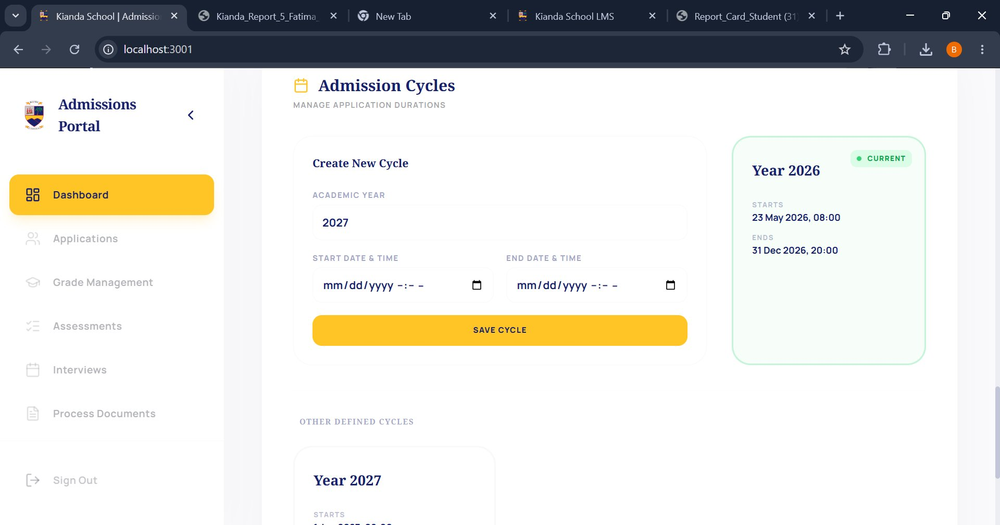 Kianda School | Admissio
Kianda_Report_5_Fatima_
New Tab
Kianda School LMS
Report_Card_Student (31)
localhost:3001
B
Admissions
Portal
Dashboard
Applications
Grade Management
Assessments
Interviews
Process Documents
Sign Out
Admission Cycles
MANAGE APPLICATION DURATIONS
Create New Cycle
ACADEMIC YEAR
2027
START DATE & TIME
END DATE & TIME
mm/dd/yyyy -:- –
mm/dd/yyyy -:- –
SAVE CYCLE
CURRENT
Year 2026
STARTS
23 May 2026, 08:00
ENDS
31 Dec 2026, 20:00
OTHER DEFINED CYCLES
Year 2027
STARTS